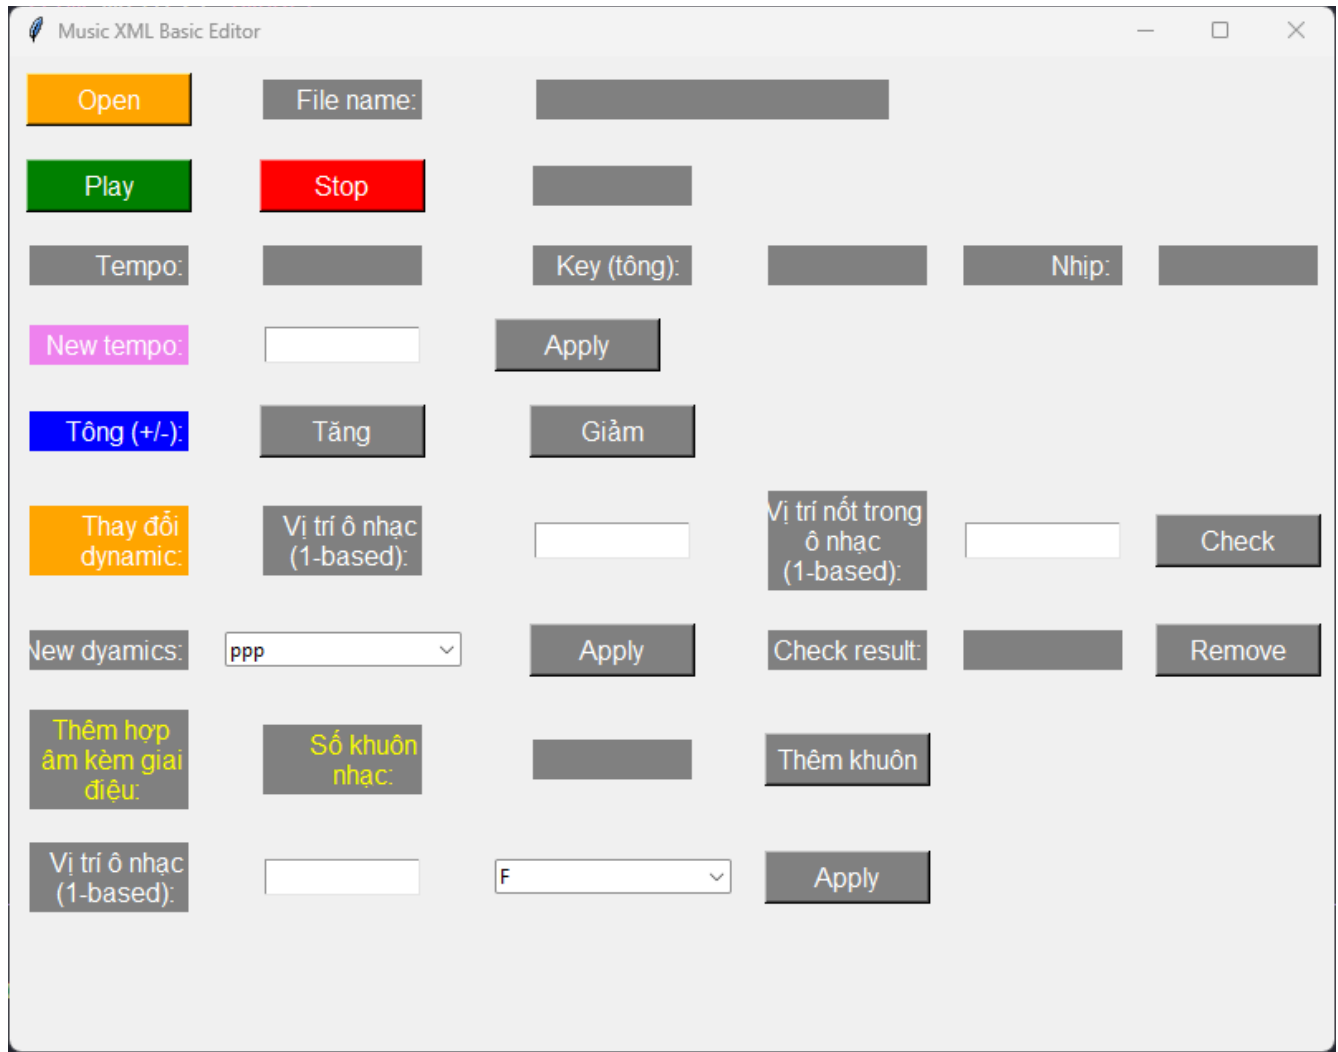 Music XML Basic Editor
Open
File name:
Play
Stop
Tempo:
Key (tông):
Nhịp:
New tempo:
Apply
Tông (+/-):
Tăng
Giảm
Thay đổi
dynamic:
Vị trí ô nhạc
(1-based):
Vị trí nốt trong
ô nhạc
(1-based):
Check
New dyamics:
ppp
Apply
Check result:
Remove
Thêm hợp
âm kèm giai
điệu:
Số khuôn
nhạc:
Thêm khuôn
Vị trí ô nhạc
(1-based):
F
Apply